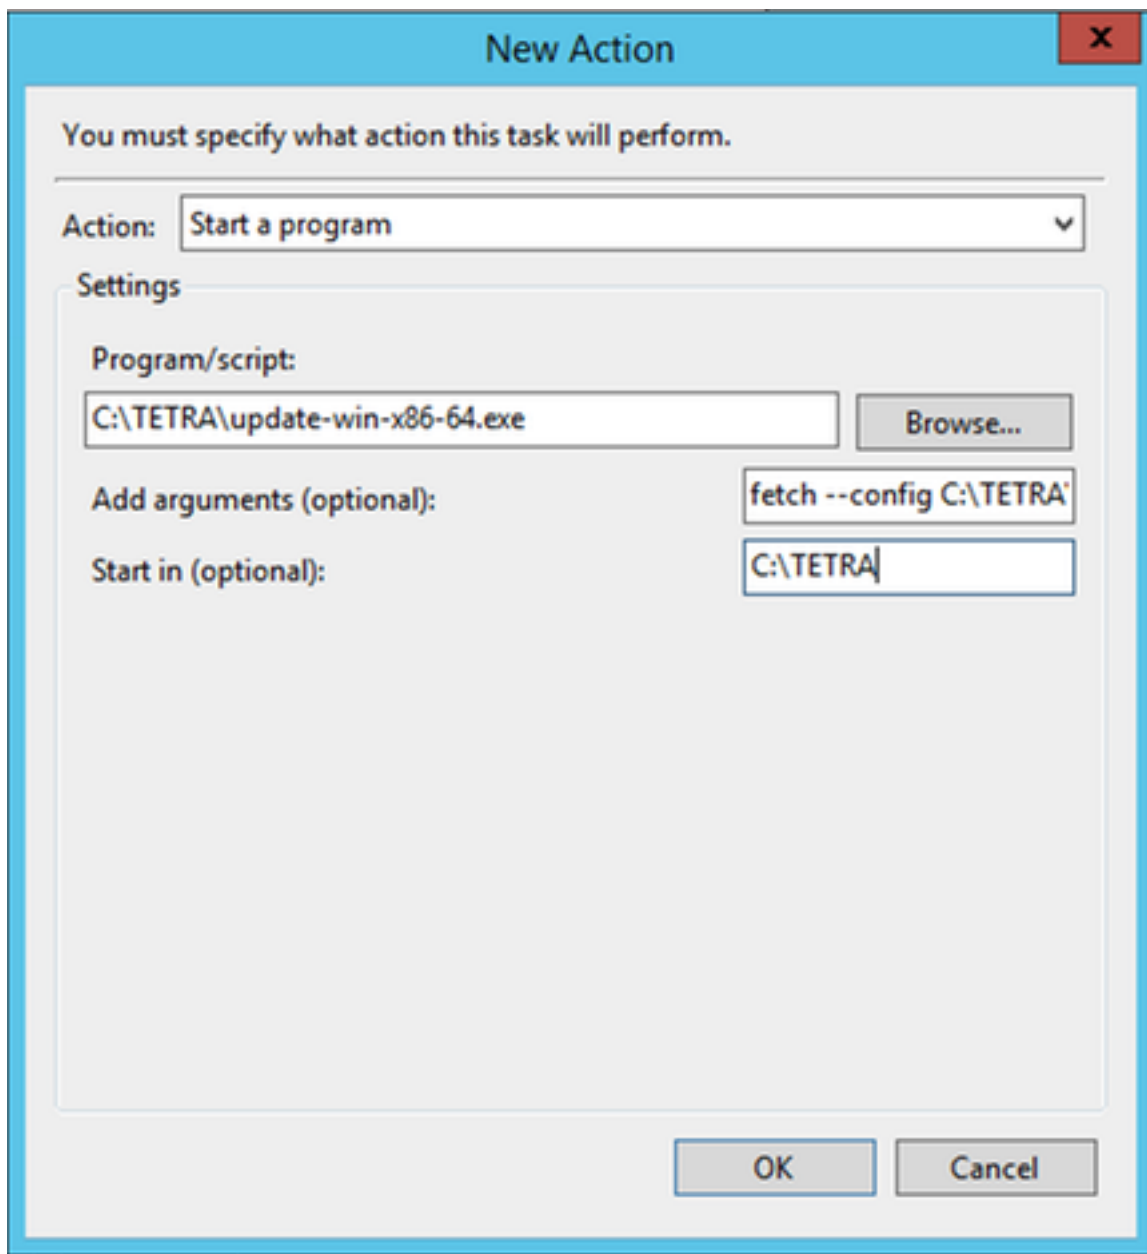 New Action
X
You must specify what action this task will perform.
Action: Start a program
Settings
Program/script:
C:\TETRA\update-win-x86-64.exe
Browse...
Add arguments (optional): fetch --config C:\TETRA\
Start in (optional): C:\TETRA
OK Cancel